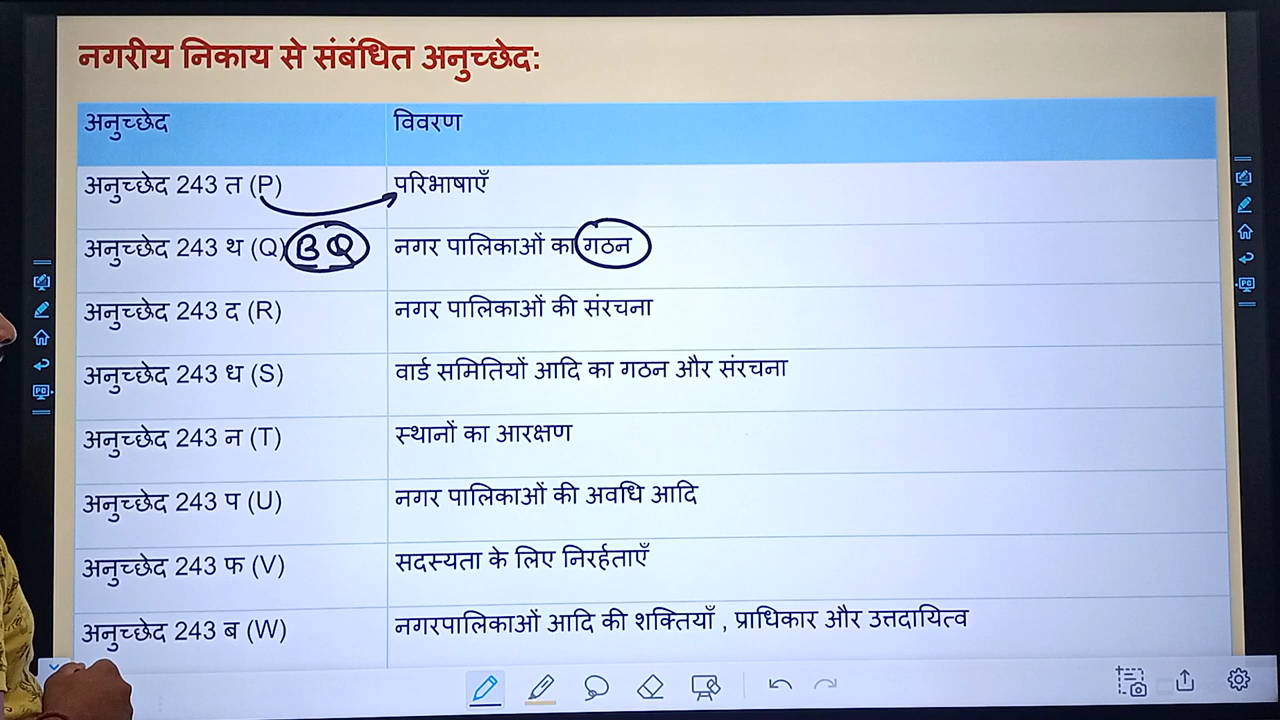 नगरीय निकाय से संबंधित अनुच्छेद:
अनुच्छेद विवरण
अनुच्छेद 243 त (P) परिभाषाएँ
अनुच्छेद 243 थ (Q) BQ नगर पालिकाओं का गठन
अनुच्छेद 243 द (R) नगर पालिकाओं की संरचना
अनुच्छेद 243 ध (S) वार्ड समितियों आदि का गठन और संरचना
अनुच्छेद 243 न (T) स्थानों का आरक्षण
अनुच्छेद 243 प (U) नगर पालिकाओं की अवधि आदि
अनुच्छेद 243 फ (V) सदस्यता के लिए निरर्हताएँ
अनुच्छेद 243 ब (W) नगरपालिकाओं आदि की शक्तियाँ , प्राधिकार और उत्तदायित्व